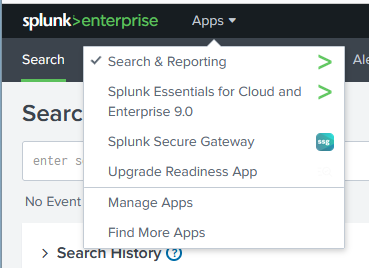 splunk>enterprise Apps
Search
Ale
✓ Search & Reporting
Splunk Essentials for Cloud and
Enterprise 9.0
Splunk Secure Gateway
ssg
Upgrade Readiness App
Manage Apps
Find More Apps
Searc
enter se
No Event
> Search History ?